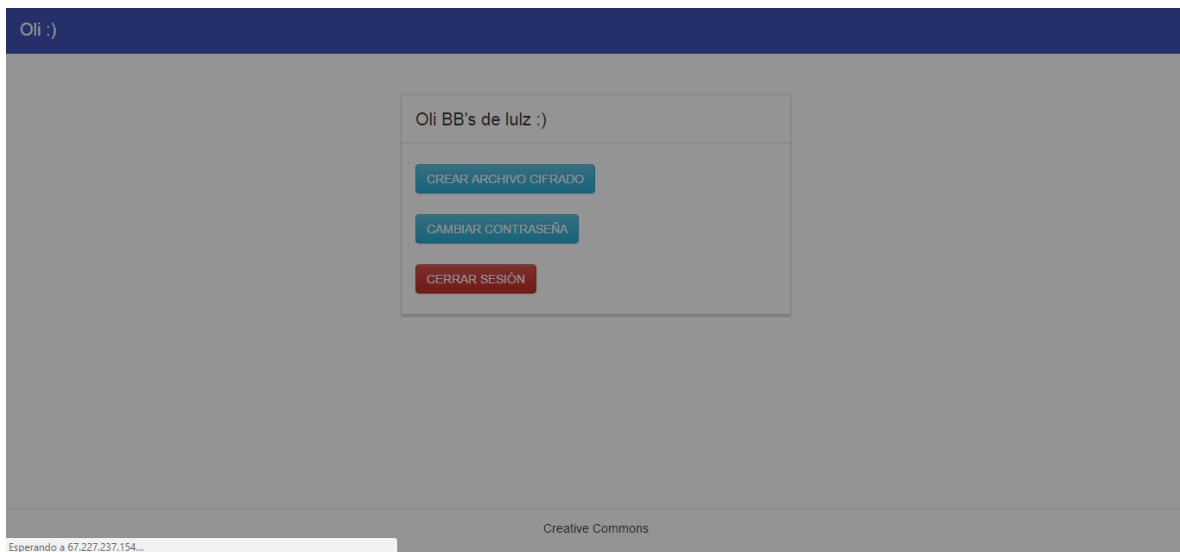 Oli :)
Oli BB's de lulz :)
CREAR ARCHIVO CIFRADO
CAMBIAR CONTRASEÑA
CERRAR SESIÓN
Creative Commons
Esperando a 67.227.237.154...